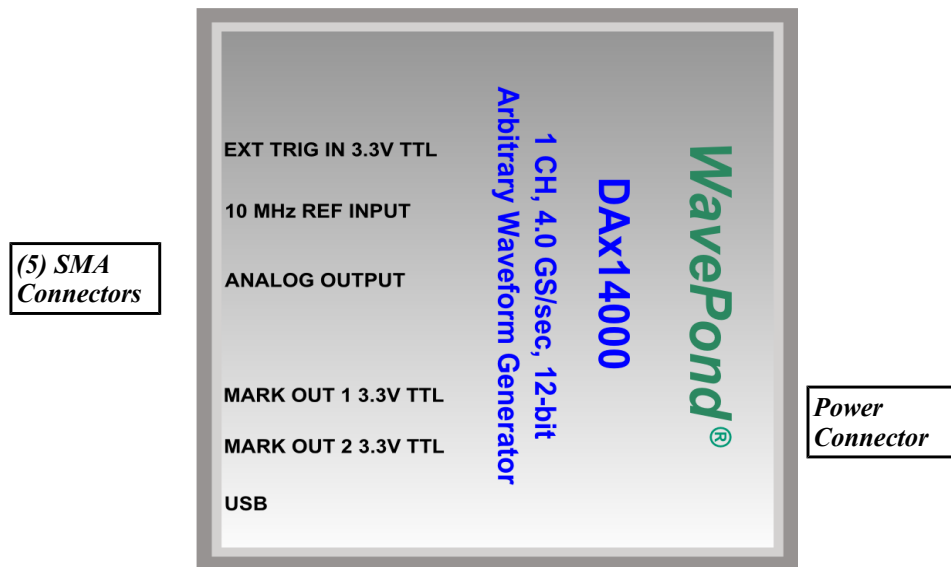 (5) SMA
Connectors
EXT TRIG IN 3.3V TTL
10 MHz REF INPUT
ANALOG OUTPUT
MARK OUT 1 3.3V TTL
MARK OUT 2 3.3V TTL
USB
WavePond®
DAx14000
1 CH, 4.0 GS/sec, 12-bit
Arbitrary Waveform Generator
Power
Connector